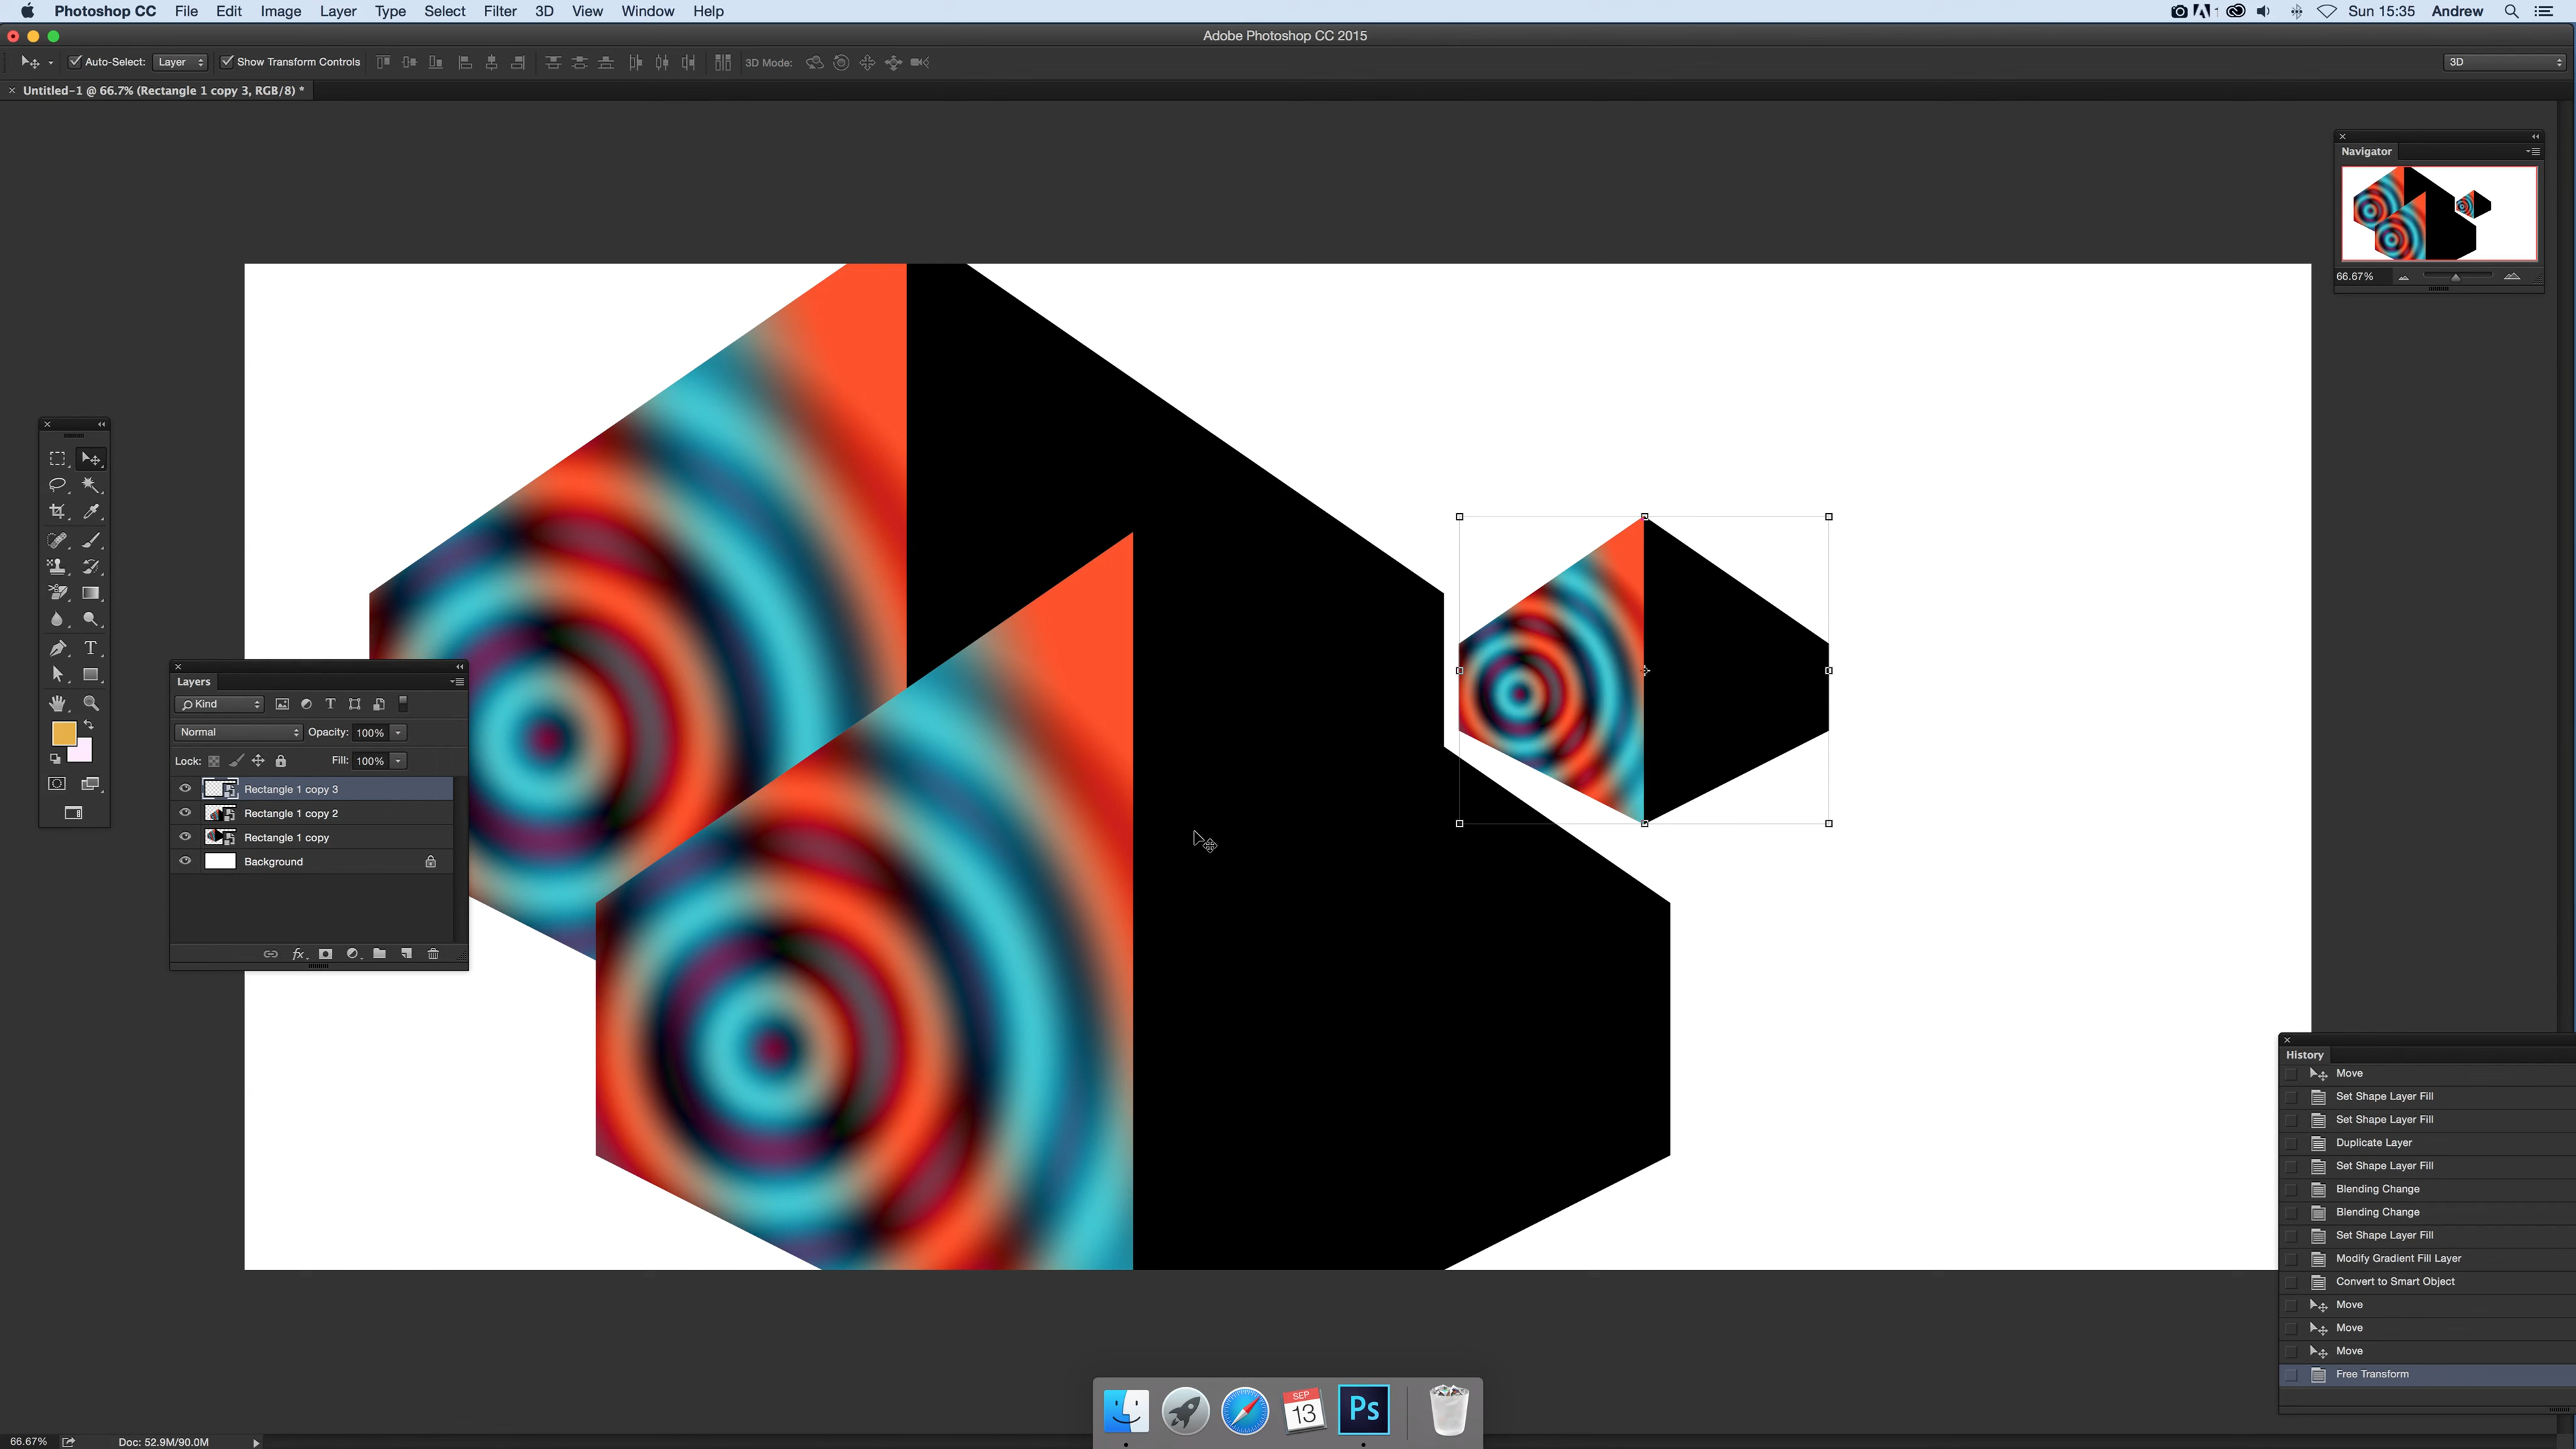 Photoshop CC File Edit Image Layer Type Select Filter 3D View Window Help
Sun 15:35 Andrew
Adobe Photoshop CC 2015
Auto-Select: Layer Show Transform Controls 3D Mode:
3D
Untitled-1 @ 66.7% (Rectangle 1 copy 3, RGB/8) *
Navigator
66.67%
Layers
Kind
Normal Opacity: 100%
Lock: Fill: 100%
Rectangle 1 copy 3
Rectangle 1 copy 2
Rectangle 1 copy
Background
fx
History
Move
Set Shape Layer Fill
Set Shape Layer Fill
Duplicate Layer
Set Shape Layer Fill
Blending Change
Blending Change
Set Shape Layer Fill
Modify Gradient Fill Layer
Convert to Smart Object
Move
Move
Move
Free Transform
SEP
13
Ps
66.67% Doc: 52.9M/90.0M